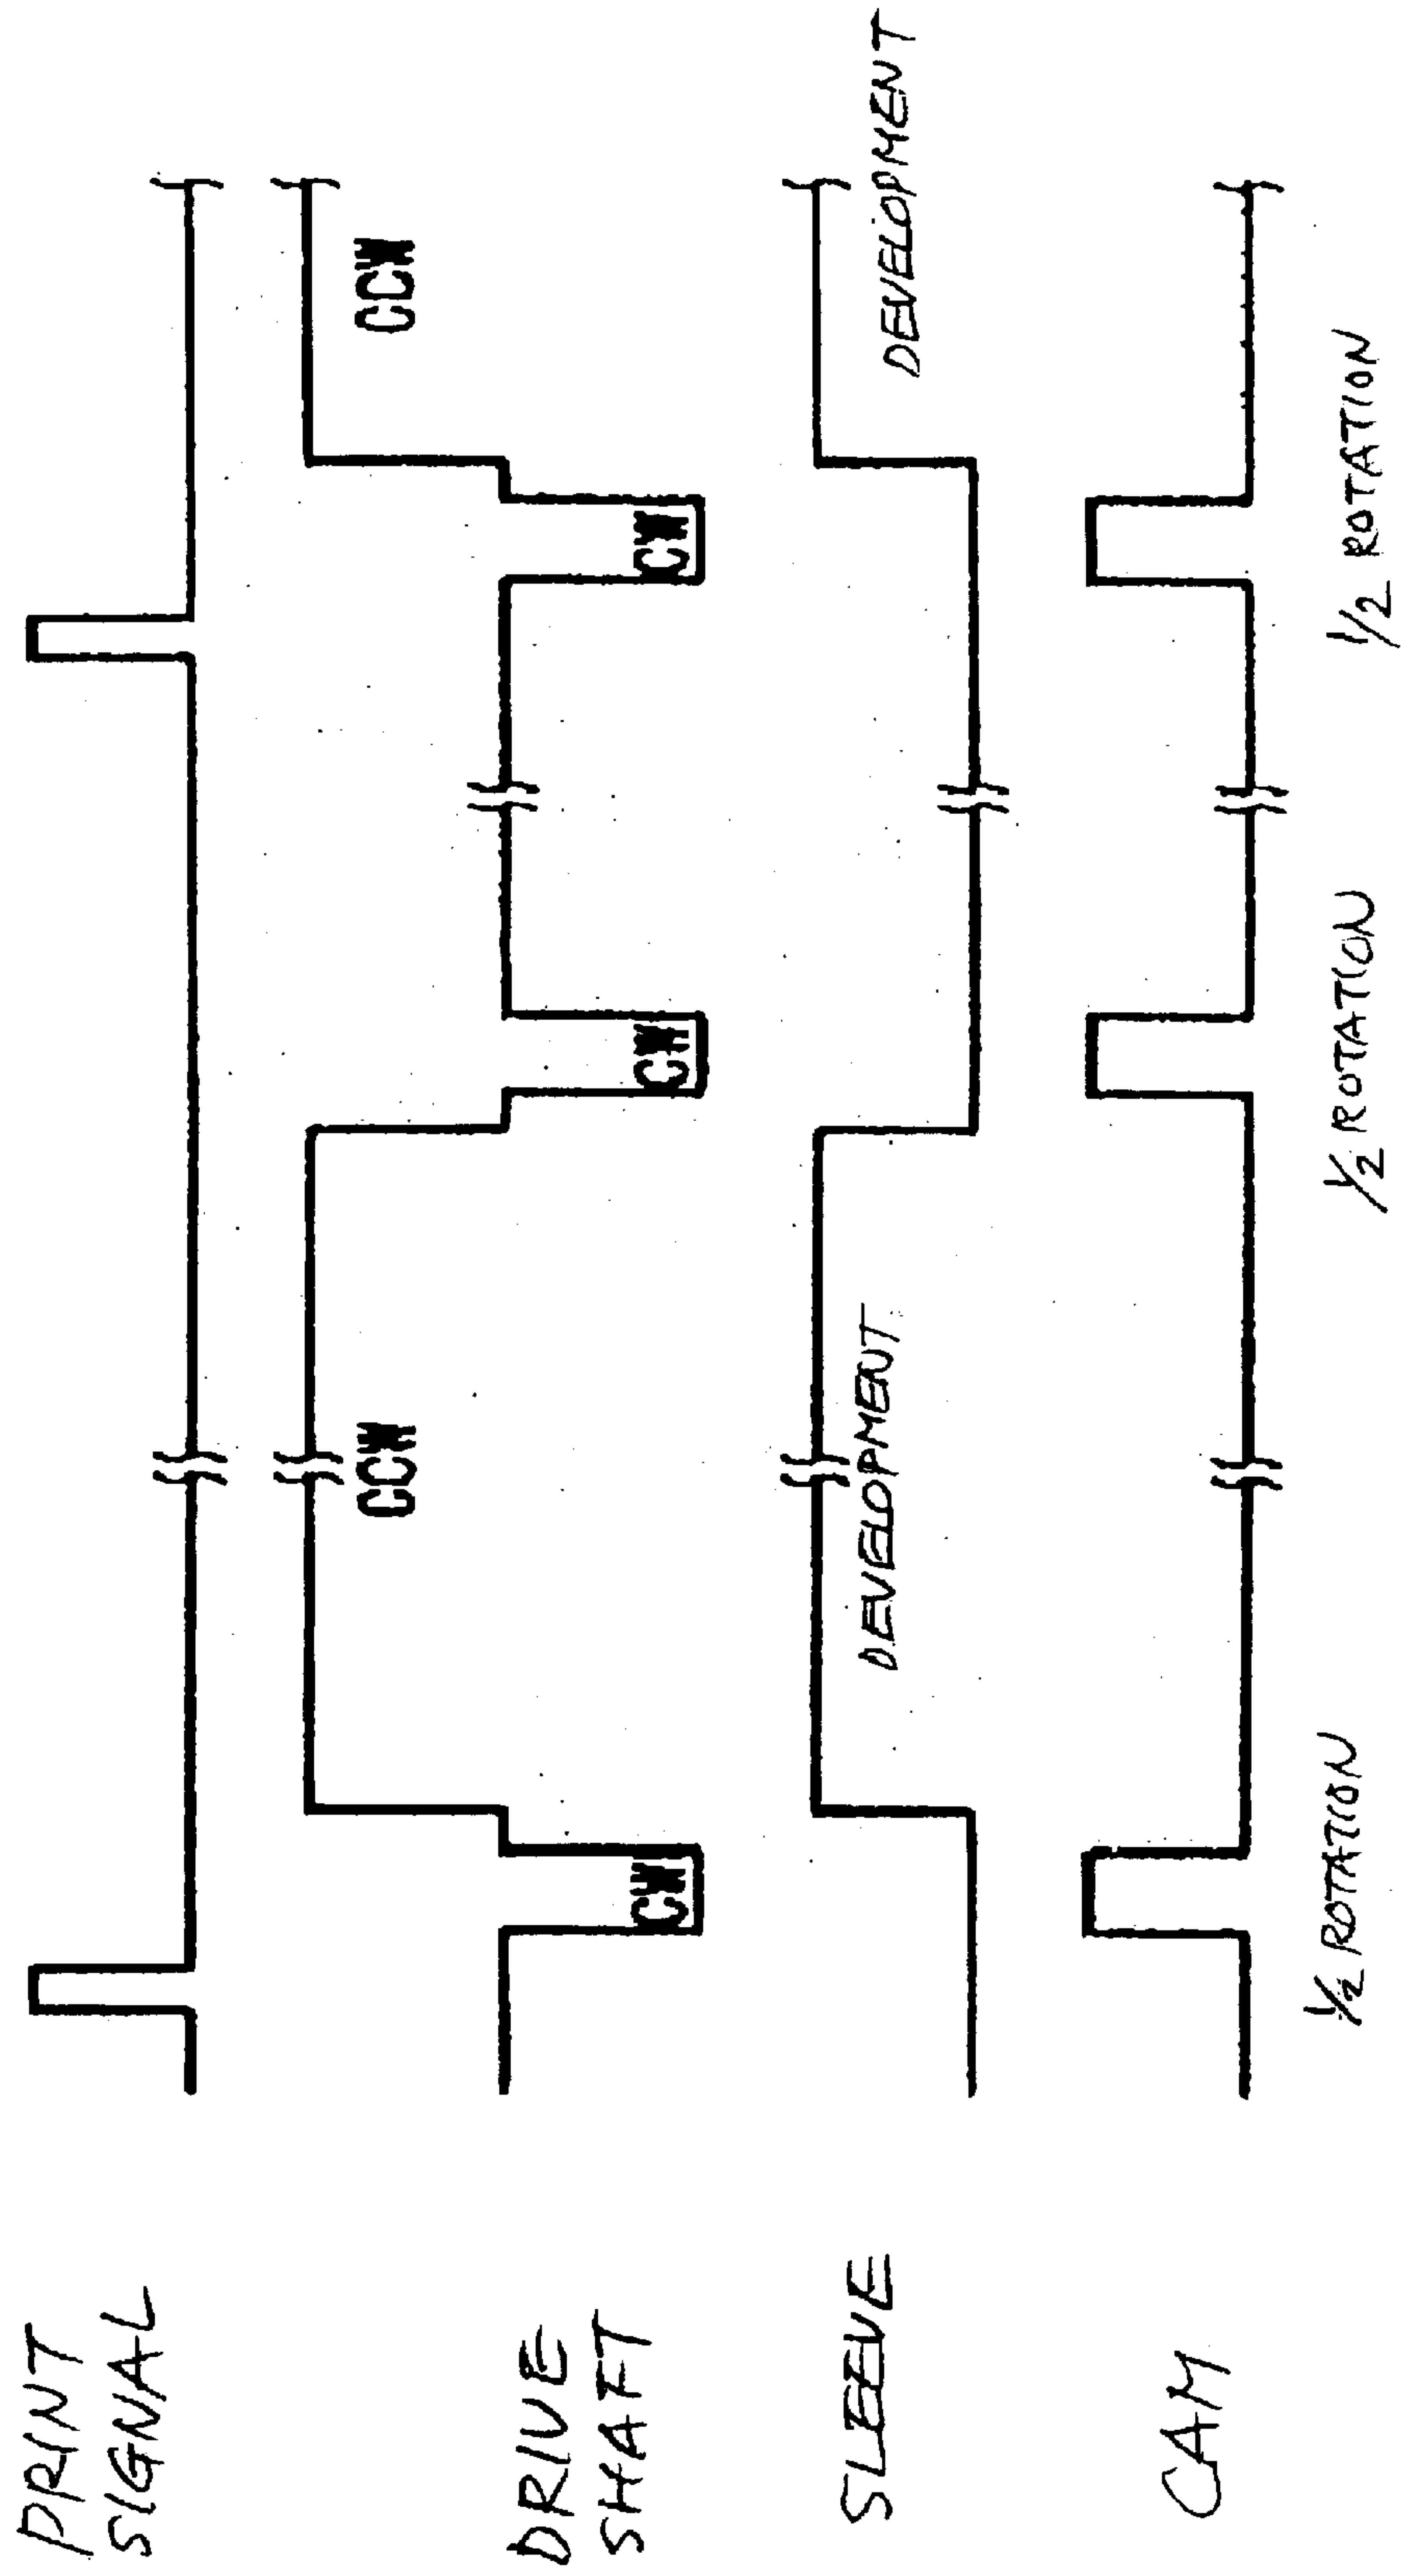 PRINT
SIGNAL
CCW
CCW
DRIVE
SHAFT
CW
CW
CW
SLEEVE
DEVELOPMENT
DEVELOPMENT
CAM
1/2 ROTATION
1/2 ROTATION
1/2 ROTATION